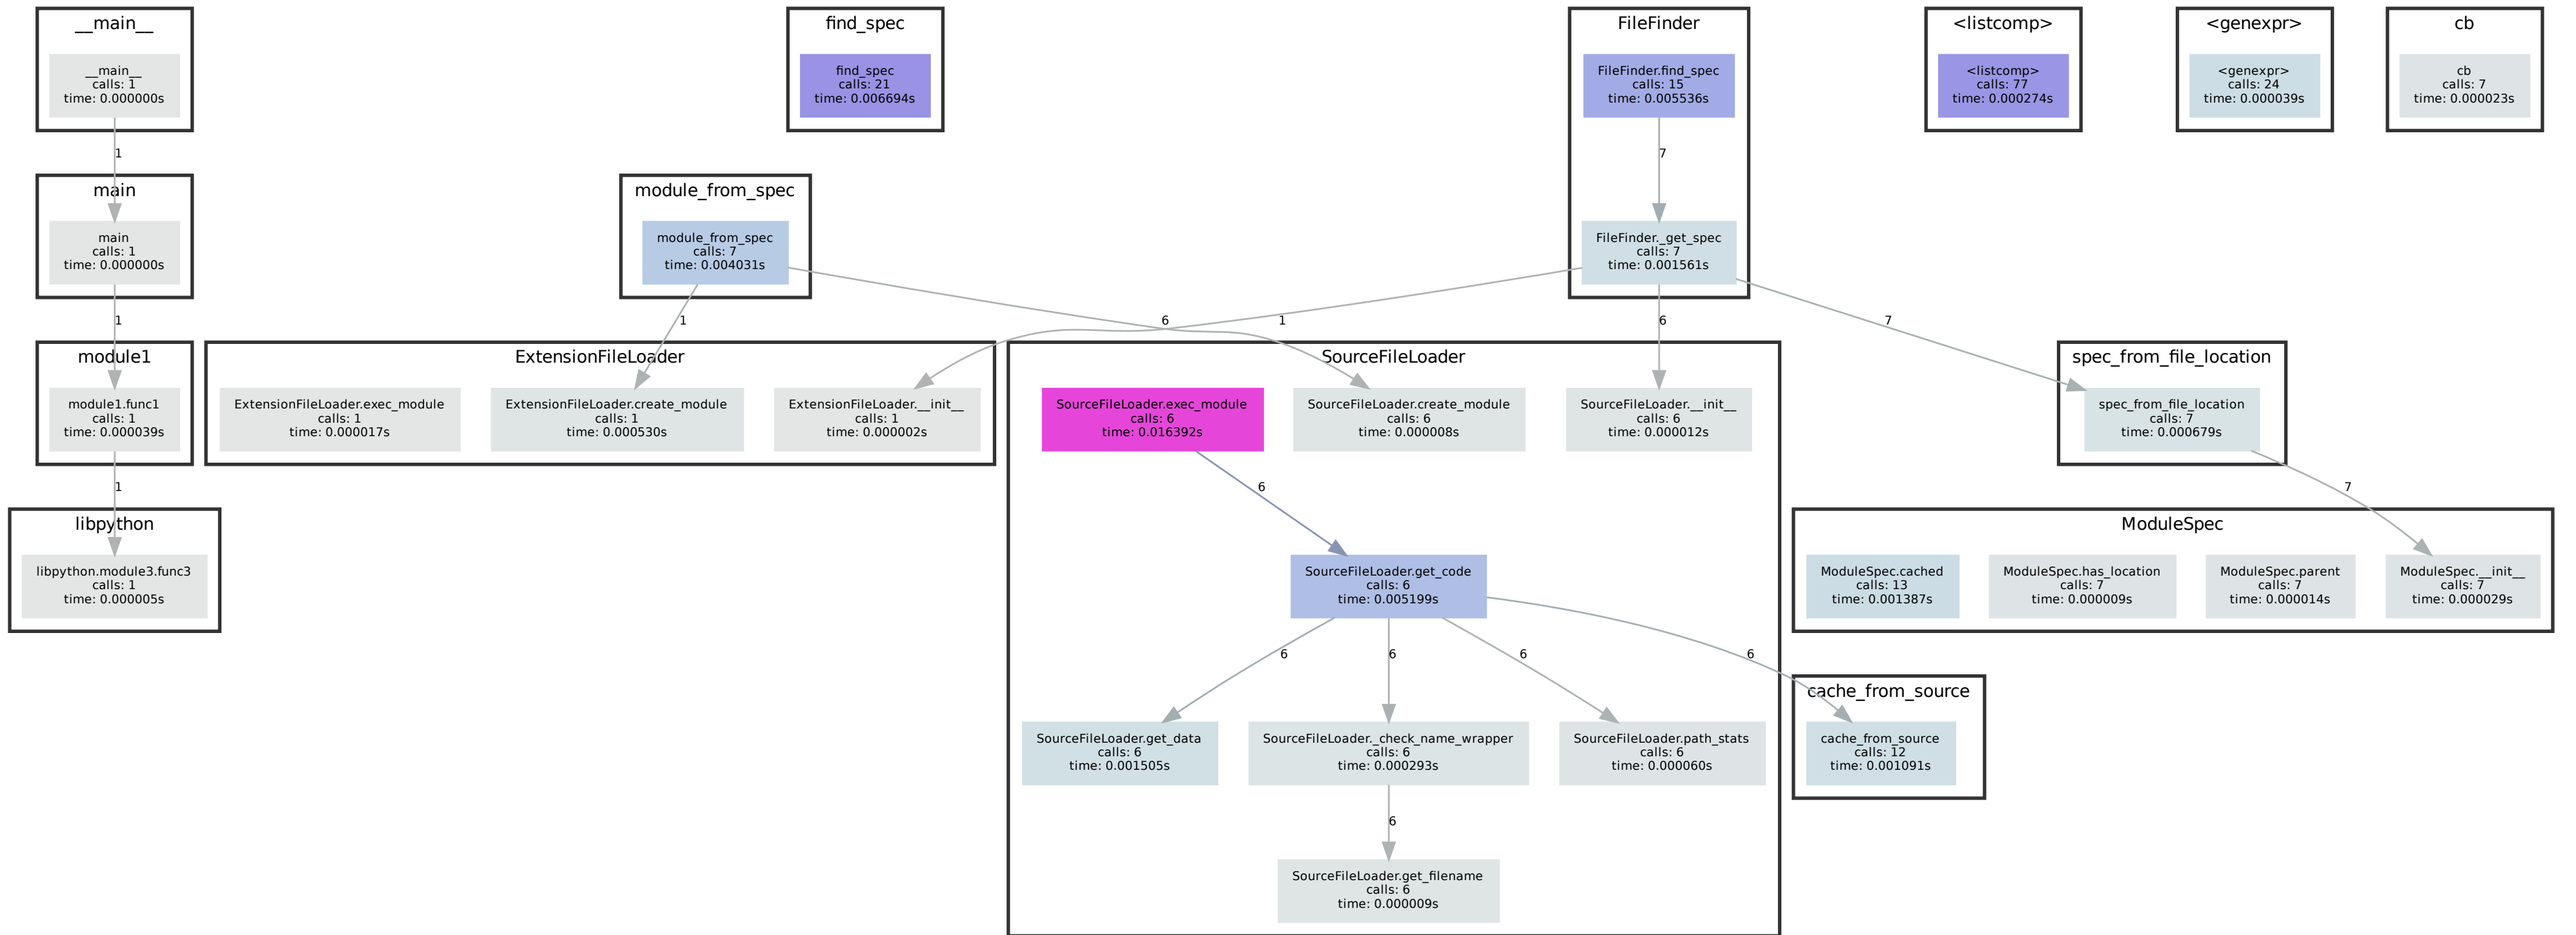 __main__
__main__
calls: 1
time: 0.000000s
find_spec
find_spec
calls: 21
time: 0.006694s
FileFinder
FileFinder.find_spec
calls: 15
time: 0.005536s
<listcomp>
<listcomp>
calls: 77
time: 0.000274s
<genexpr>
<genexpr>
calls: 24
time: 0.000039s
cb
cb
calls: 7
time: 0.000023s
1
7
main
main
calls: 1
time: 0.000000s
module_from_spec
module_from_spec
calls: 7
time: 0.004031s
FileFinder._get_spec
calls: 7
time: 0.001561s
1
1
6
1
6
7
module1
module1.func1
calls: 1
time: 0.000039s
ExtensionFileLoader
ExtensionFileLoader.exec_module
calls: 1
time: 0.000017s
ExtensionFileLoader.create_module
calls: 1
time: 0.000530s
ExtensionFileLoader.__init__
calls: 1
time: 0.000002s
SourceFileLoader
SourceFileLoader.exec_module
calls: 6
time: 0.016392s
SourceFileLoader.create_module
calls: 6
time: 0.000008s
SourceFileLoader.__init__
calls: 6
time: 0.000012s
spec_from_file_location
spec_from_file_location
calls: 7
time: 0.000679s
1
6
7
libpython
libpython.module3.func3
calls: 1
time: 0.000005s
SourceFileLoader.get_code
calls: 6
time: 0.005199s
ModuleSpec
ModuleSpec.cached
calls: 13
time: 0.001387s
ModuleSpec.has_location
calls: 7
time: 0.000009s
ModuleSpec.parent
calls: 7
time: 0.000014s
ModuleSpec.__init__
calls: 7
time: 0.000029s
6
6
6
6
SourceFileLoader.get_data
calls: 6
time: 0.001505s
SourceFileLoader._check_name_wrapper
calls: 6
time: 0.000293s
SourceFileLoader.path_stats
calls: 6
time: 0.000060s
cache_from_source
cache_from_source
calls: 12
time: 0.001091s
6
SourceFileLoader.get_filename
calls: 6
time: 0.000009s